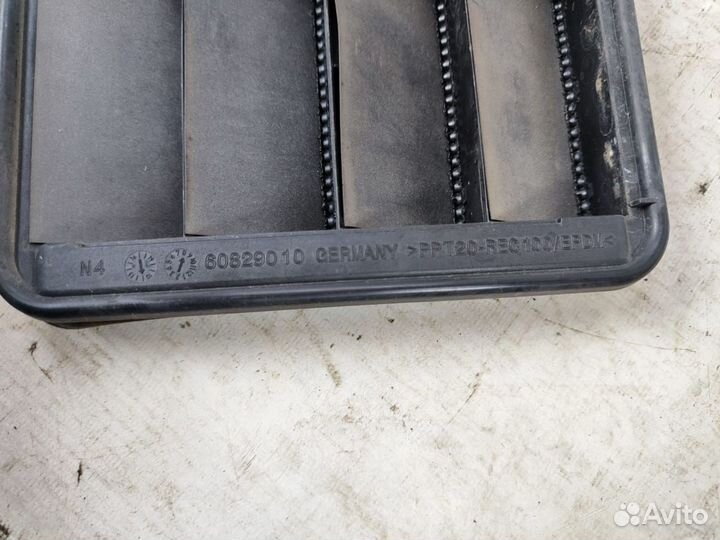 N4 60829010 GERMANY >PPT20-REC100/EPDM<
Avito